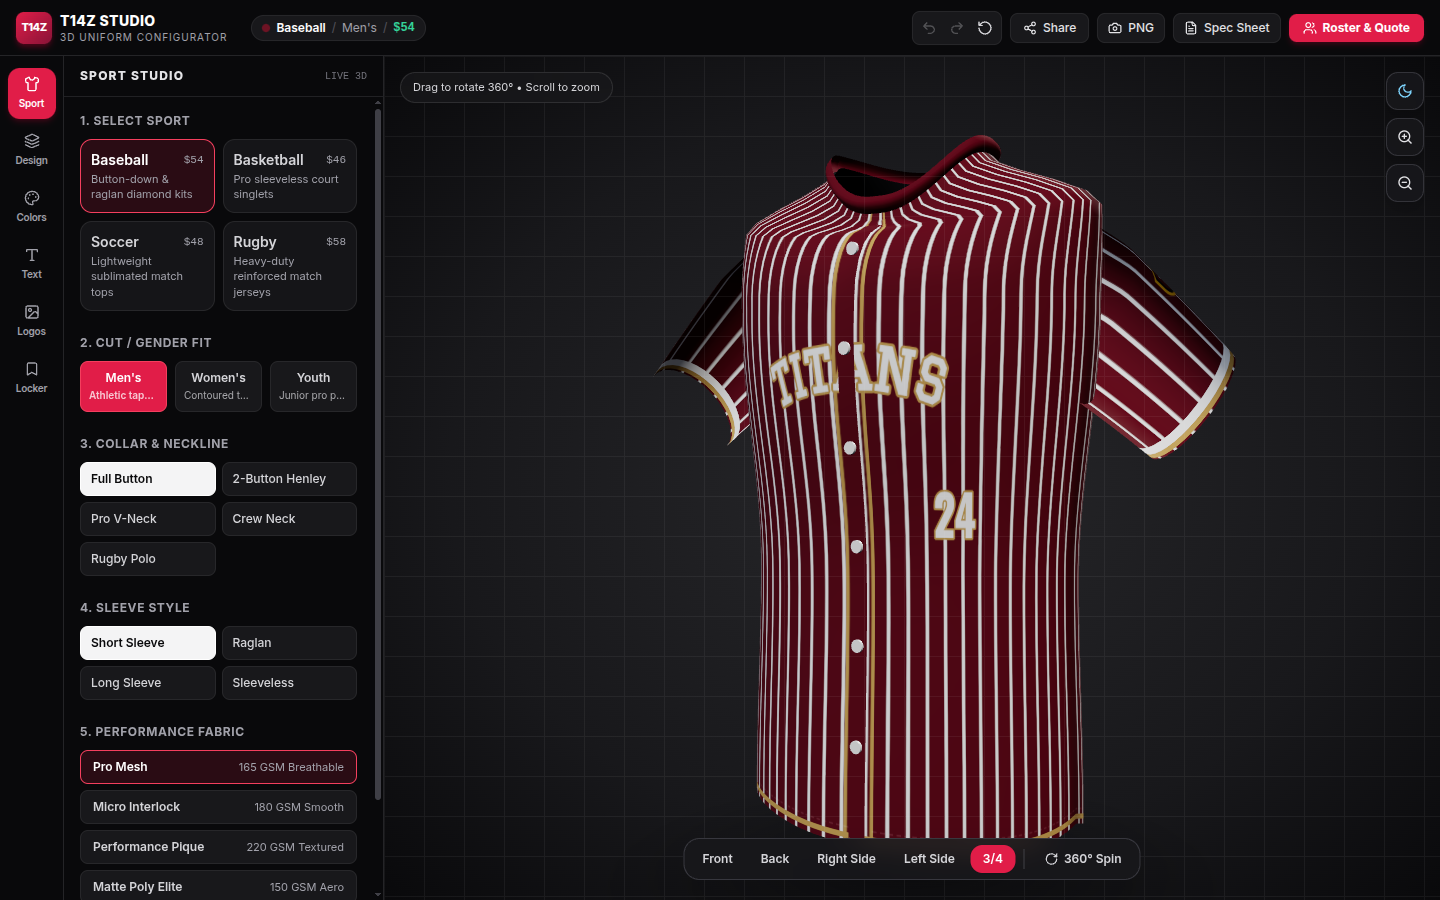 T14Z
T14Z STUDIO
3D UNIFORM CONFIGURATOR
Baseball / Men's / $54
Share
PNG
Spec Sheet
Roster & Quote
Sport
Design
Colors
Text
Logos
Locker
SPORT STUDIO
LIVE 3D
1. SELECT SPORT
Baseball $54
Button-down &
raglan diamond kits
Basketball $46
Pro sleeveless court
singlets
Soccer $48
Lightweight
sublimated match
tops
Rugby $58
Heavy-duty
reinforced match
jerseys
2. CUT / GENDER FIT
Men's
Athletic tap...
Women's
Contoured t...
Youth
Junior pro p...
3. COLLAR & NECKLINE
Full Button
2-Button Henley
Pro V-Neck
Crew Neck
Rugby Polo
4. SLEEVE STYLE
Short Sleeve
Raglan
Long Sleeve
Sleeveless
5. PERFORMANCE FABRIC
Pro Mesh 165 GSM Breathable
Micro Interlock 180 GSM Smooth
Performance Pique 220 GSM Textured
Matte Poly Elite 150 GSM Aero
Drag to rotate 360° • Scroll to zoom
TITANS
24
Front
Back
Right Side
Left Side
3/4
360° Spin